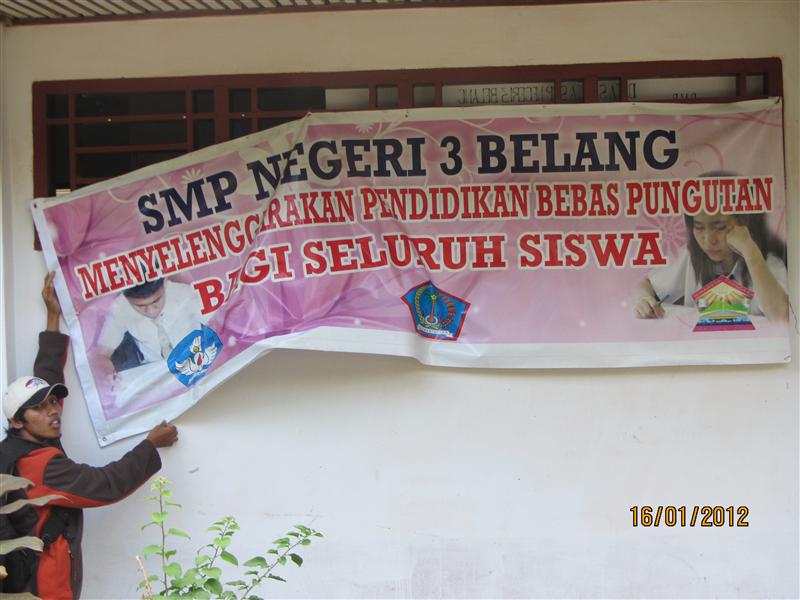 SMP NEGERI 3 BELANG
MENYELENGGARAKAN PENDIDIKAN BEBAS PUNGUTAN
BAGI SELURUH SISWA
16/01/2012